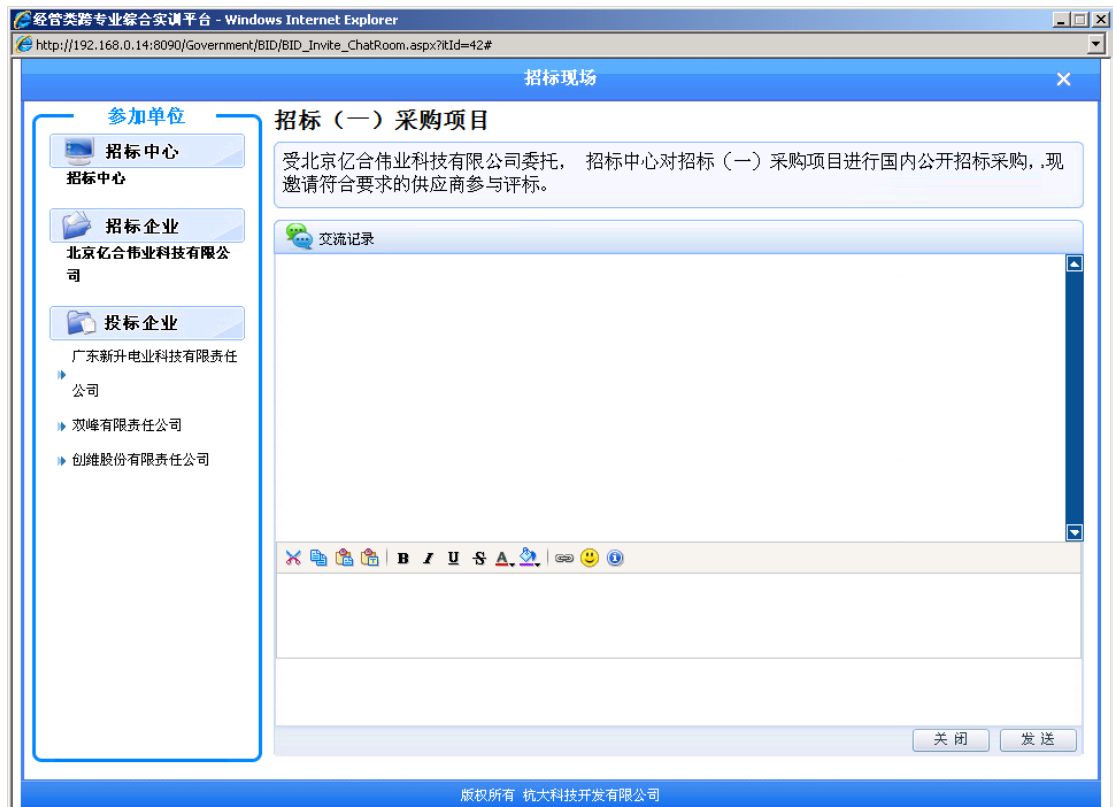 经管类跨专业综合实训平台 - Windows Internet Explorer
http://192.168.0.14:8090/Government/BID/BID_Invite_ChatRoom.aspx?itId=42#
招标现场
参加单位
招标中心
招标中心
招标企业
北京亿合伟业科技有限公
司
投标企业
广东新升电业科技有限责任
公司
双峰有限责任公司
创维股份有限责任公司
招标（一）采购项目
受北京亿合伟业科技有限公司委托， 招标中心对招标（一）采购项目进行国内公开招标采购，.现
邀请符合要求的供应商参与评标。
交流记录
B I U S A
关闭 发送
版权所有 杭大科技开发有限公司